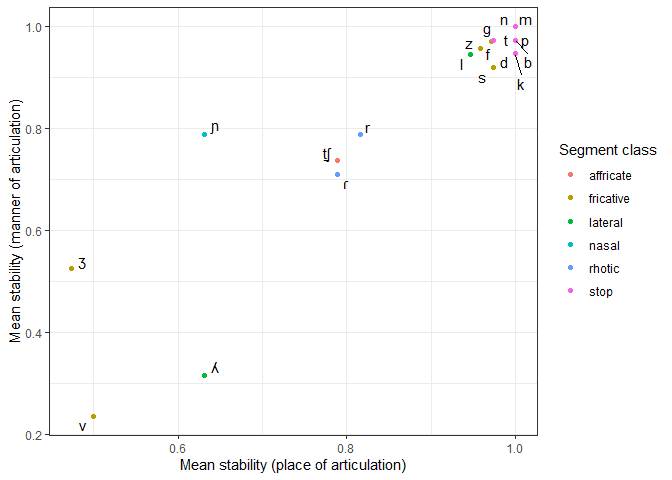 n m
1.0
g
z
t p
l
f
d b
s
k
0.8
ɲ
r
t̠ʃ
ɾ
0.6
ʒ
0.4
ʎ
v
0.2
0.6 0.8 1.0
Mean stability (place of articulation)
Mean stability (manner of articulation)
Segment class
affricate
fricative
lateral
nasal
rhotic
stop